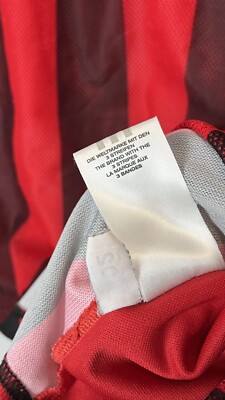 DIE WELTMARKE MIT DEN
3 STREIFEN
THE BRAND WITH THE
3 STRIPES
LA MARQUE AUX
3 BANDES